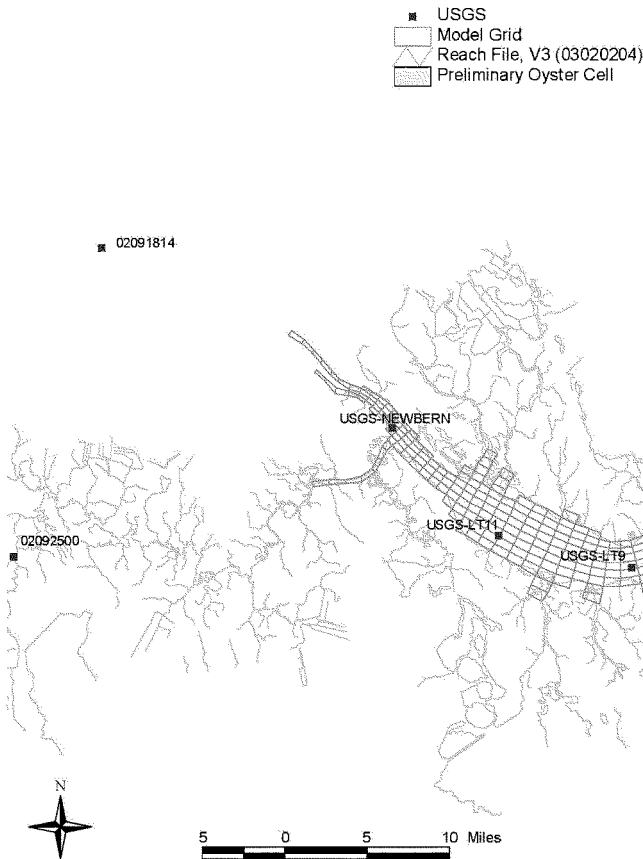 USGS
Model Grid
Reach File, V3 (03020204)
Preliminary Oyster Cell
02091814
USGS-NEWBERN
USGS-LT11
02092500
USGS-LT9
N
5 0 5 10 Miles